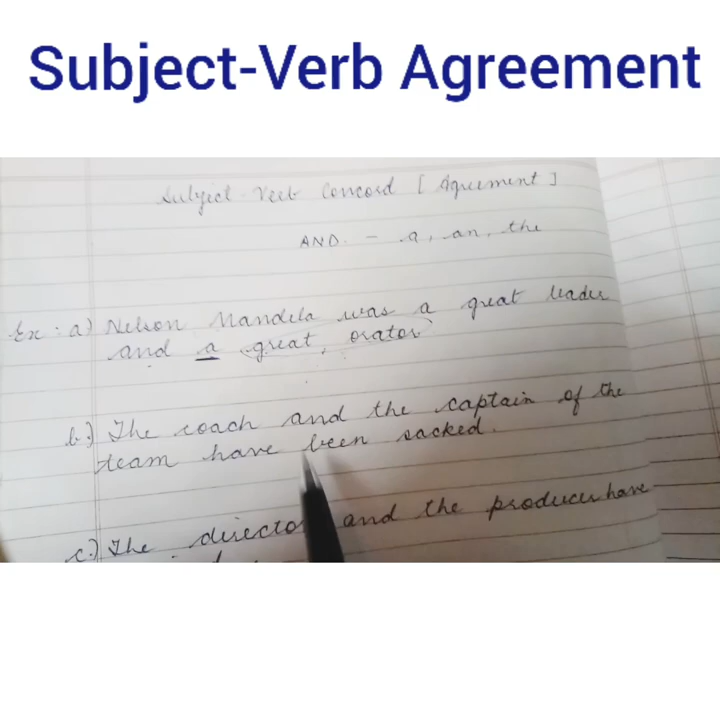 Subject-Verb Agreement
Subject-Verb Concord [Agreement]
AND. - a, an, the
Ex: a) Nelson Mandela was a great leader
and a great, orator
b.) The coach and the captain of the
team have been sacked.
c.) The director and the producer have